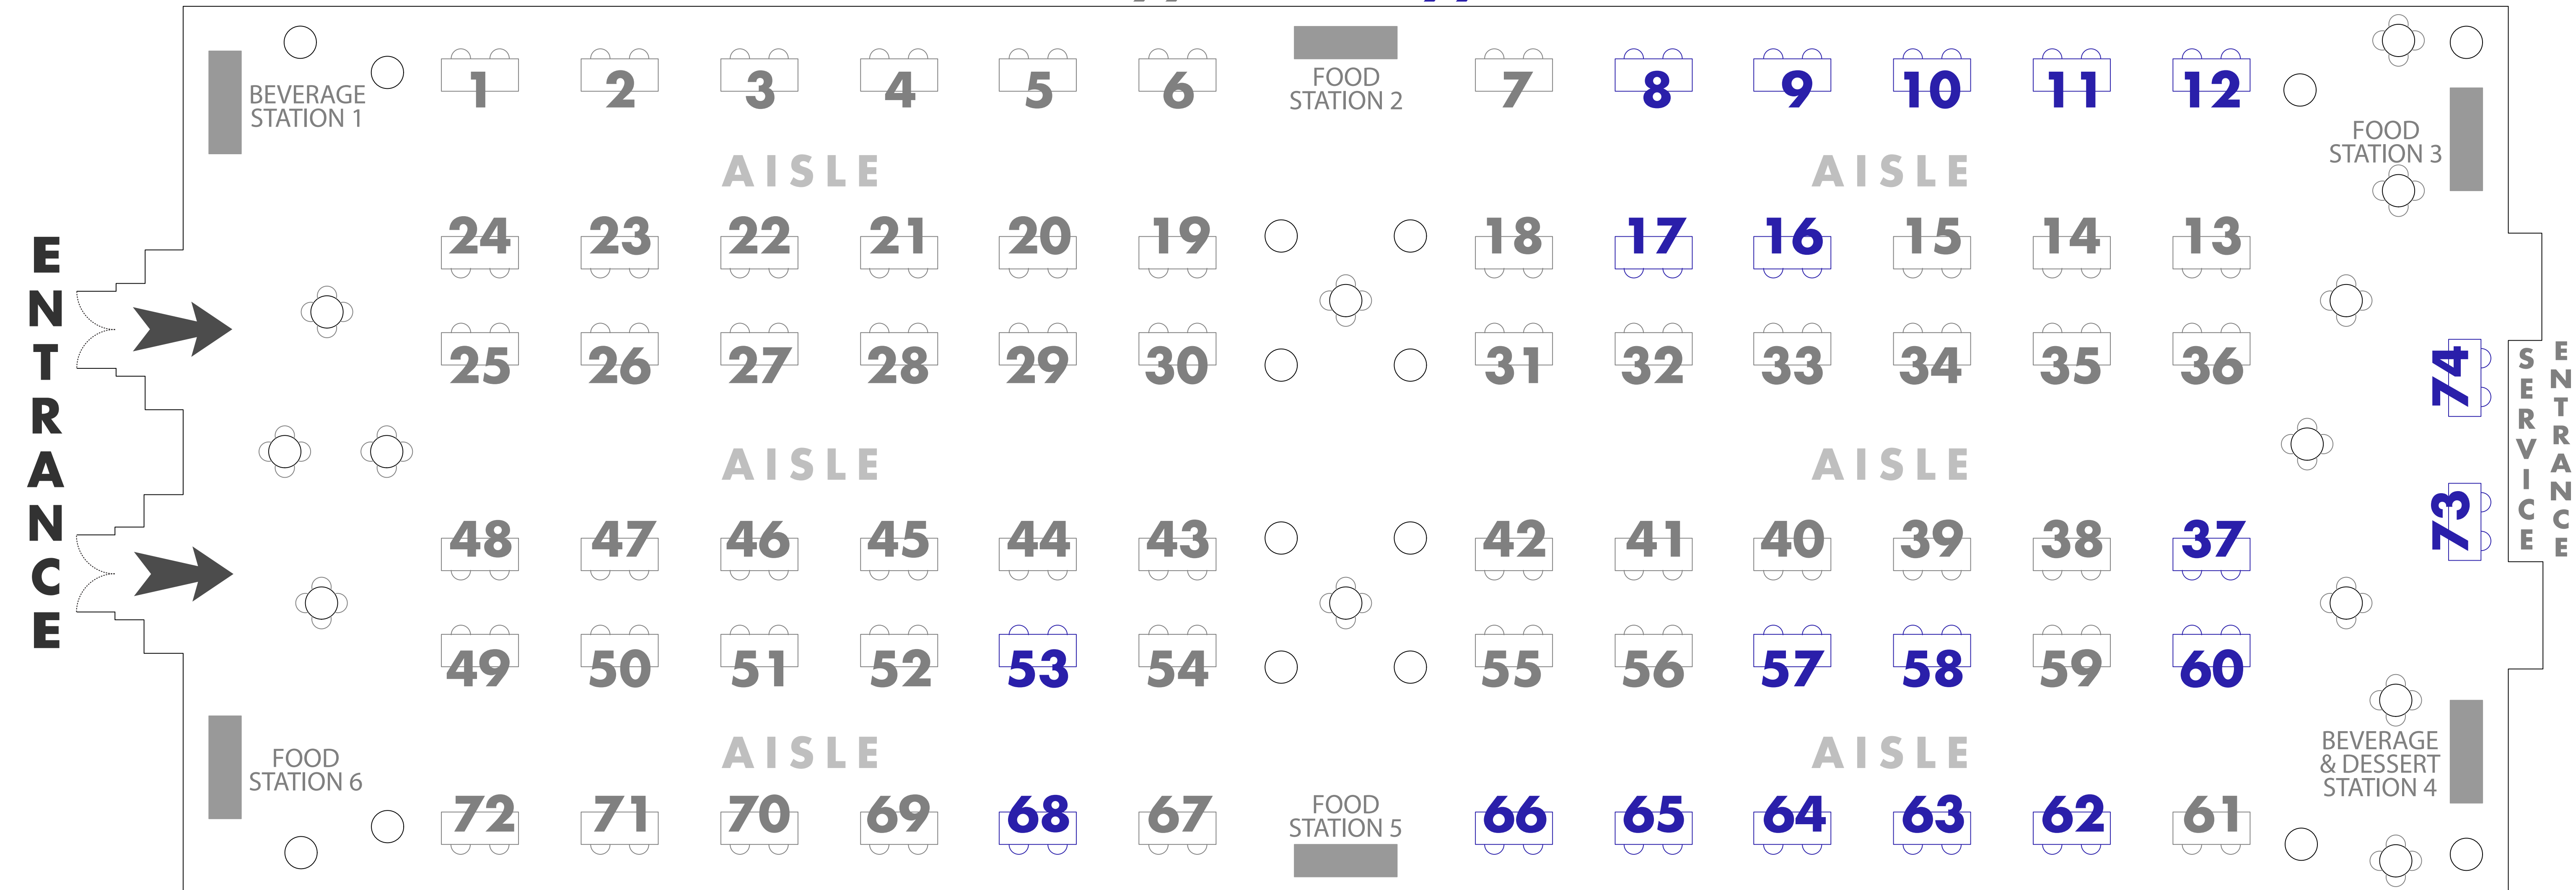 1 2 3 4 5 6 7 8 9 10 11 12
BEVERAGE
STATION 1
FOOD
STATION 2
FOOD
STATION 3
AISLE AISLE
24 23 22 21 20 19 18 17 16 15 14 13
ENTRANCE
25 26 27 28 29 30 31 32 33 34 35 36
74
SERVICE
ENTRANCE
AISLE AISLE
73
48 47 46 45 44 43 42 41 40 39 38 37
49 50 51 52 53 54 55 56 57 58 59 60
AISLE AISLE
FOOD
STATION 6
BEVERAGE
& DESSERT
STATION 4
FOOD
STATION 5
72 71 70 69 68 67 66 65 64 63 62 61